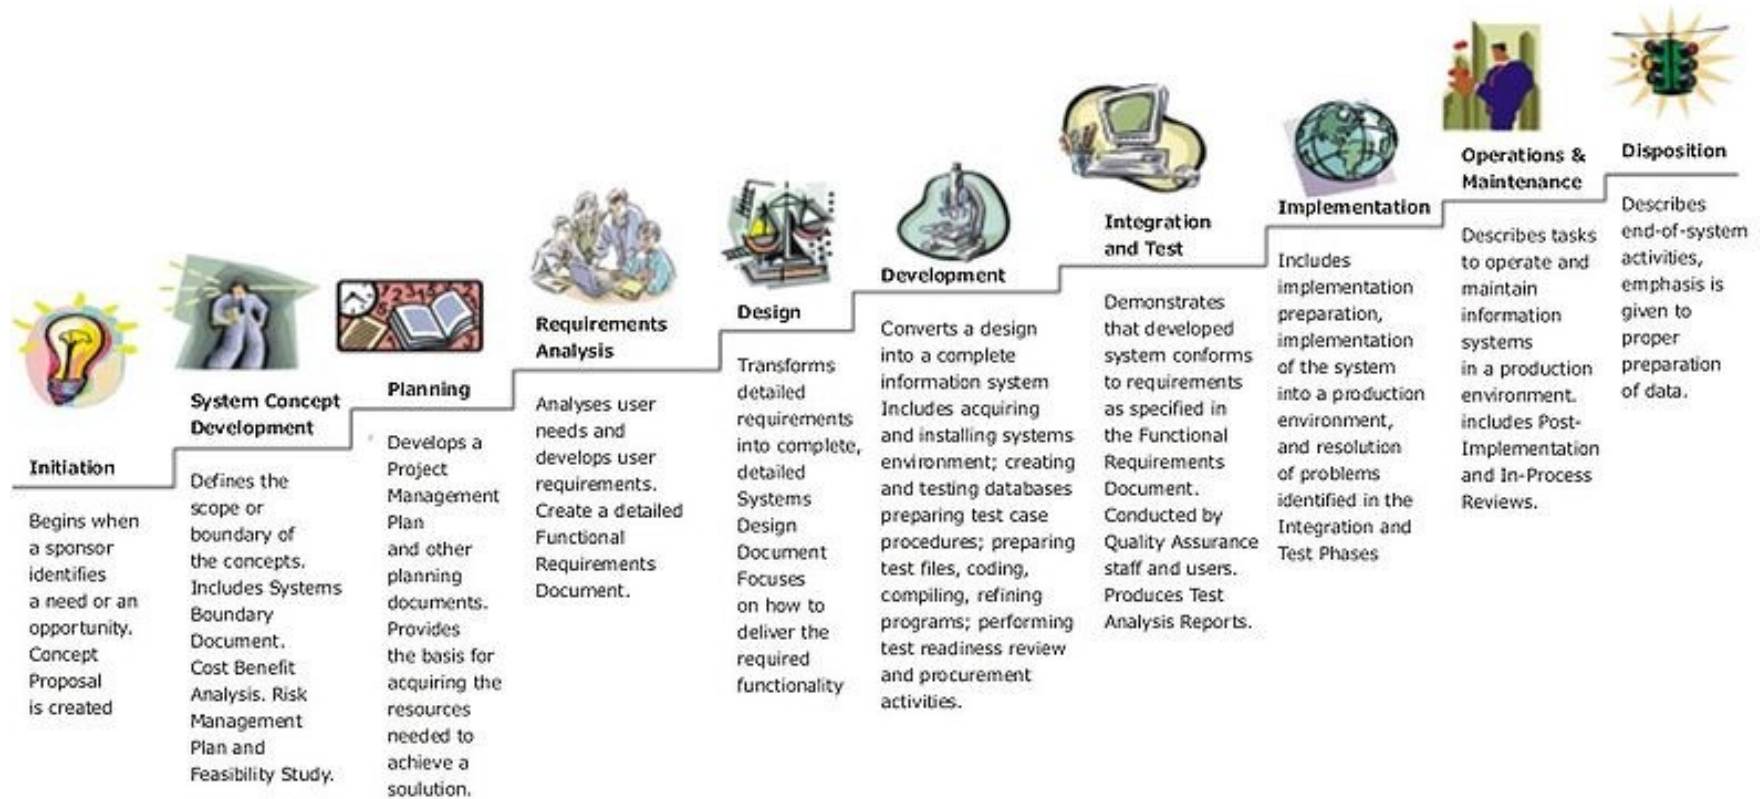 Initiation
Begins when
a sponsor
identifies
a need or an
opportunity.
Concept
Proposal
is created
System Concept
Development
Defines the
scope or
boundary of
the concepts.
Includes Systems
Boundary
Document.
Cost Benefit
Analysis. Risk
Management
Plan and
Feasibility Study.
Planning
Develops a
Project
Management
Plan
and other
planning
documents.
Provides
the basis for
acquiring the
resources
needed to
achieve a
soulution.
Requirements
Analysis
Analyses user
needs and
develops user
requirements.
Create a detailed
Functional
Requirements
Document.
Design
Transforms
detailed
requirements
into complete,
detailed
Systems
Design
Document
Focuses
on how to
deliver the
required
functionality
Development
Converts a design
into a complete
information system
Includes acquiring
and installing systems
environment; creating
and testing databases
preparing test case
procedures; preparing
test files, coding,
compiling, refining
programs; performing
test readiness review
and procurement
activities.
Integration
and Test
Demonstrates
that developed
system conforms
to requirements
as specified in
the Functional
Requirements
Document.
Conducted by
Quality Assurance
staff and users.
Produces Test
Analysis Reports.
Implementation
Includes
implementation
preparation,
implementation
of the system
into a production
environment,
and resolution
of problems
identified in the
Integration and
Test Phases
Operations &
Maintenance
Describes tasks
to operate and
maintain
information
systems
in a production
environment.
includes Post-
Implementation
and In-Process
Reviews.
Disposition
Describes
end-of-system
activities,
emphasis is
given to
proper
preparation
of data.